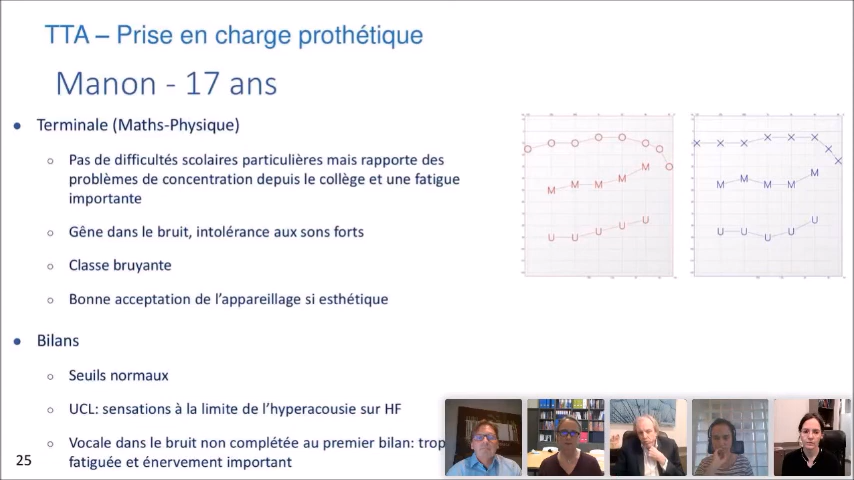 TTA – Prise en charge prothétique
Manon - 17 ans
● Terminale (Maths-Physique)
○ Pas de difficultés scolaires particulières mais rapporte des
problèmes de concentration depuis le collège et une fatigue
importante
○ Gêne dans le bruit, intolérance aux sons forts
○ Classe bruyante
○ Bonne acceptation de l'appareillage si esthétique
● Bilans
○ Seuils normaux
○ UCL: sensations à la limite de l'hyperacousie sur HF
○ Vocale dans le bruit non complétée au premier bilan: trop
fatiguée et énervement important
25
M M M M M
U U U U U
M M M M M
U U U U U